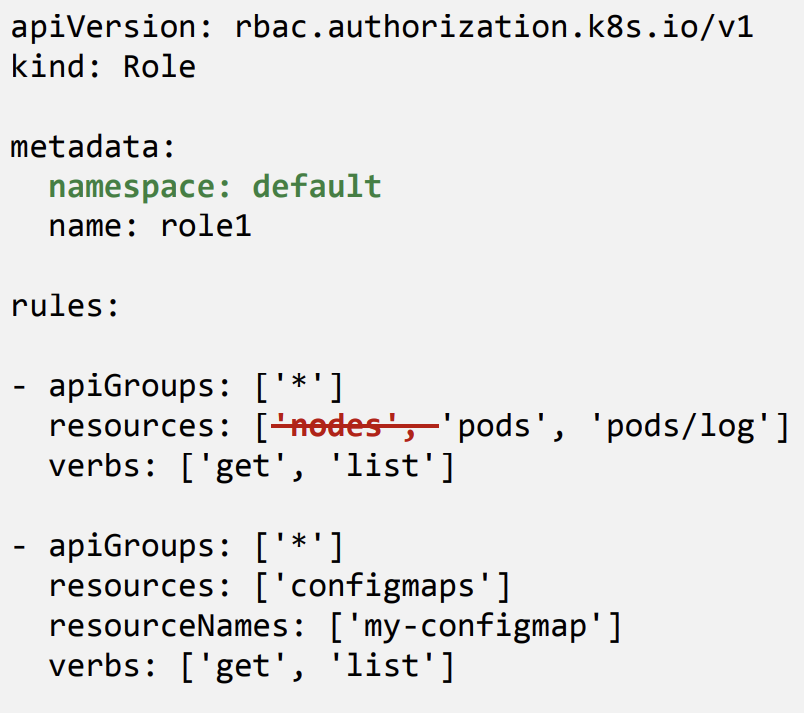 apiVersion: rbac.authorization.k8s.io/v1
kind: Role
metadata:
  namespace: default
  name: role1
rules:
- apiGroups: ['*']
  resources: ['nodes', 'pods', 'pods/log']
  verbs: ['get', 'list']
- apiGroups: ['*']
  resources: ['configmaps']
  resourceNames: ['my-configmap']
  verbs: ['get', 'list']